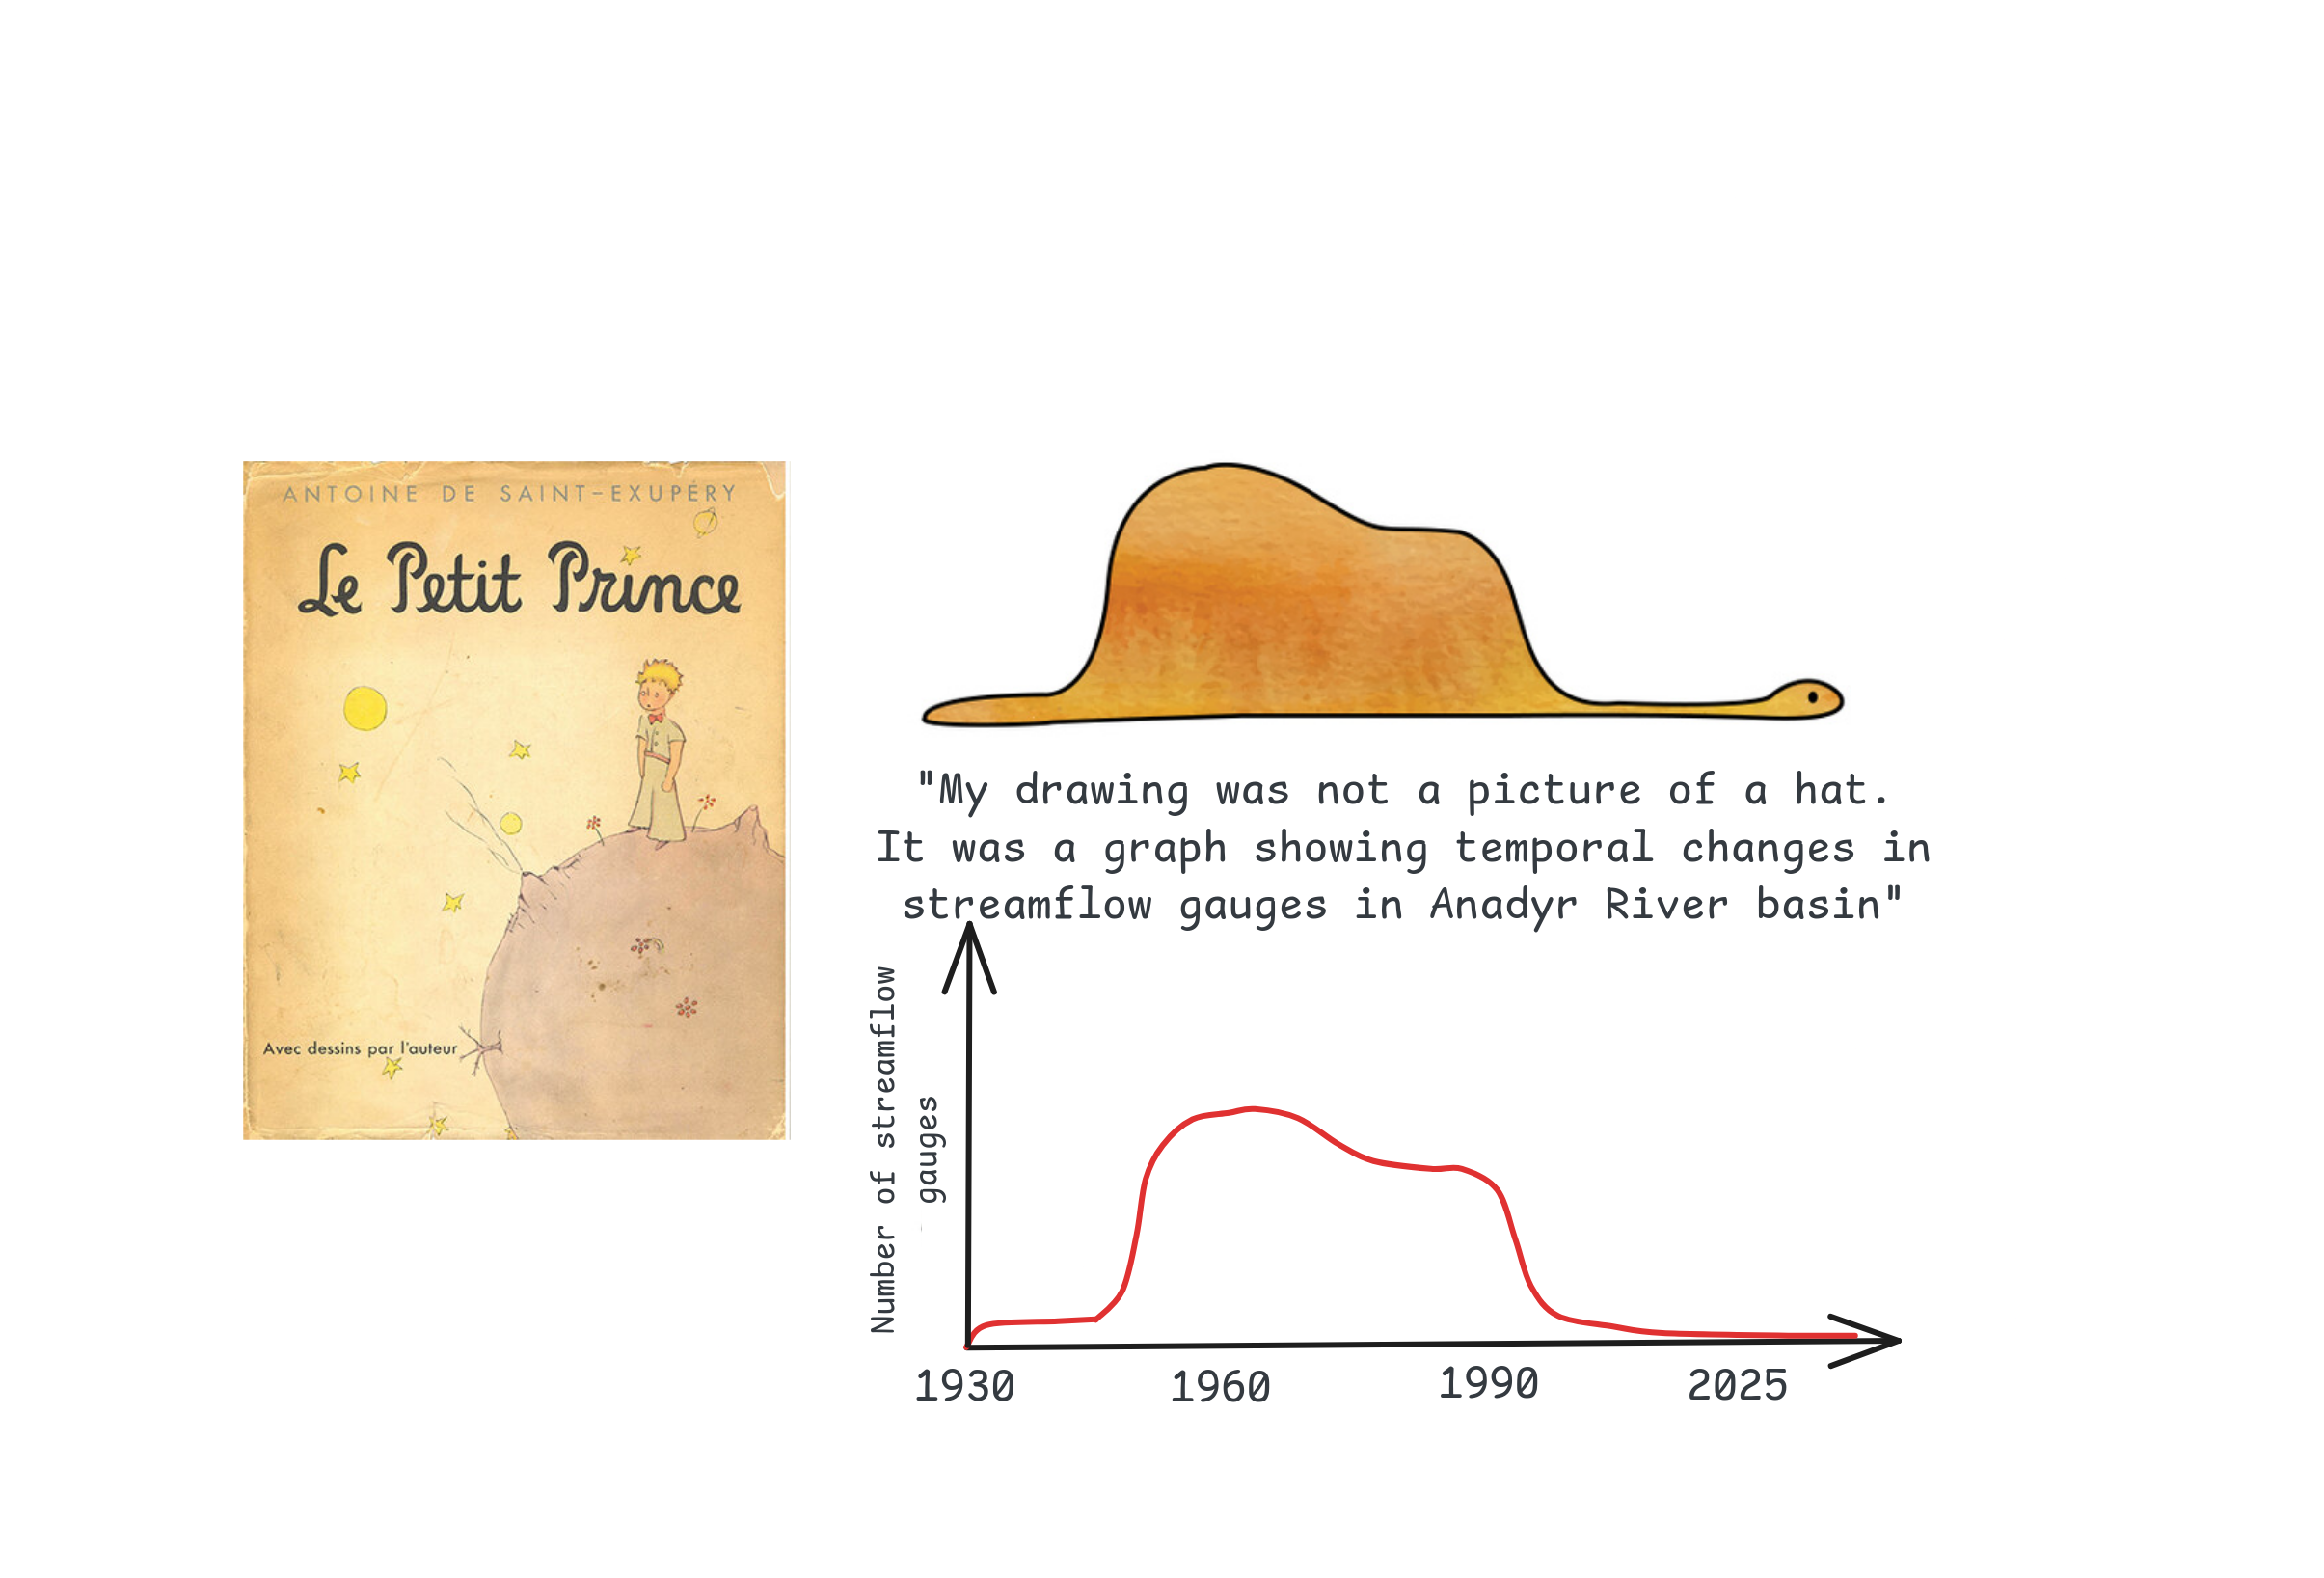 ANTOINE DE SAINT-EXUPÉRY
Le Petit Prince
Avec dessins par l'auteur
"My drawing was not a picture of a hat.
It was a graph showing temporal changes in
streamflow gauges in Anadyr River basin"
Number of streamflow
gauges
1930 1960 1990 2025